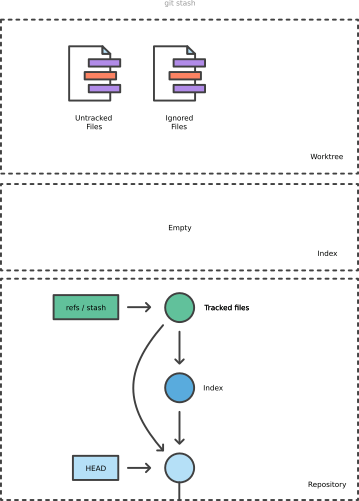 git stash
Untracked
Files
Ignored
Files
Worktree
Empty
Index
refs / stash
Tracked files
Index
HEAD
Repository